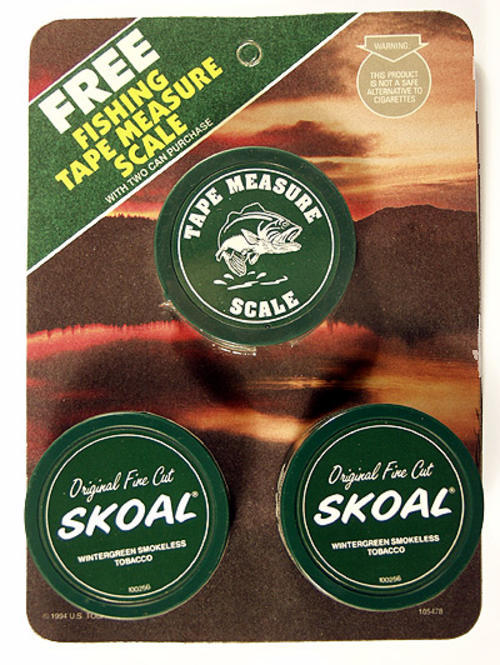 FREE
FISHING
TAPE MEASURE
SCALE
WITH TWO CAN PURCHASE
WARNING:
THIS PRODUCT
IS NOT A SAFE
ALTERNATIVE TO
CIGARETTES
TAPE MEASURE
SCALE
Original Fine Cut
SKOAL®
WINTERGREEN SMOKELESS
TOBACCO
100256
Original Fine Cut
SKOAL®
WINTERGREEN SMOKELESS
TOBACCO
100256
© 1994 U.S.
105478